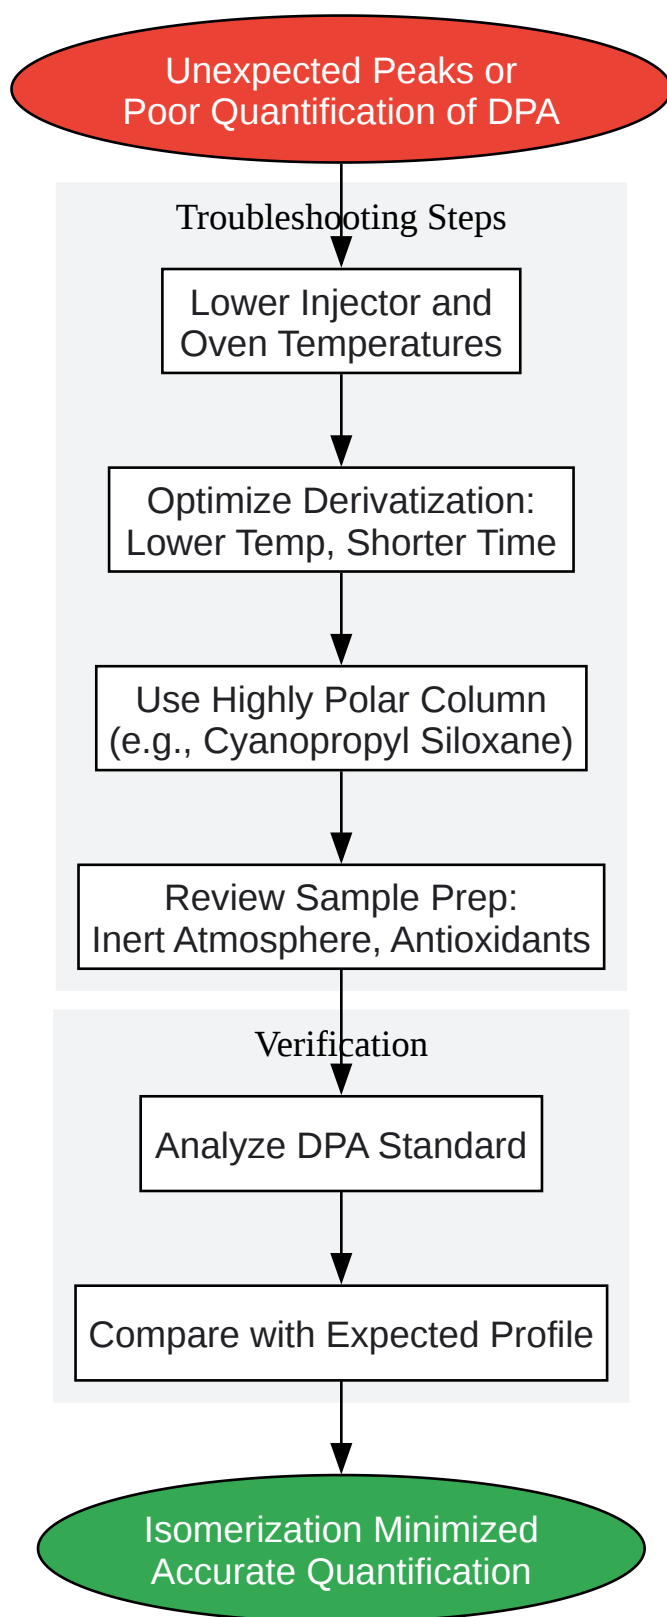 Unexpected Peaks or
Poor Quantification of DPA
Troubleshooting Steps
Lower Injector and
Oven Temperatures
Optimize Derivatization:
Lower Temp, Shorter Time
Use Highly Polar Column
(e.g., Cyanopropyl Siloxane)
Review Sample Prep:
Inert Atmosphere, Antioxidants
Verification
Analyze DPA Standard
Compare with Expected Profile
Isomerization Minimized
Accurate Quantification